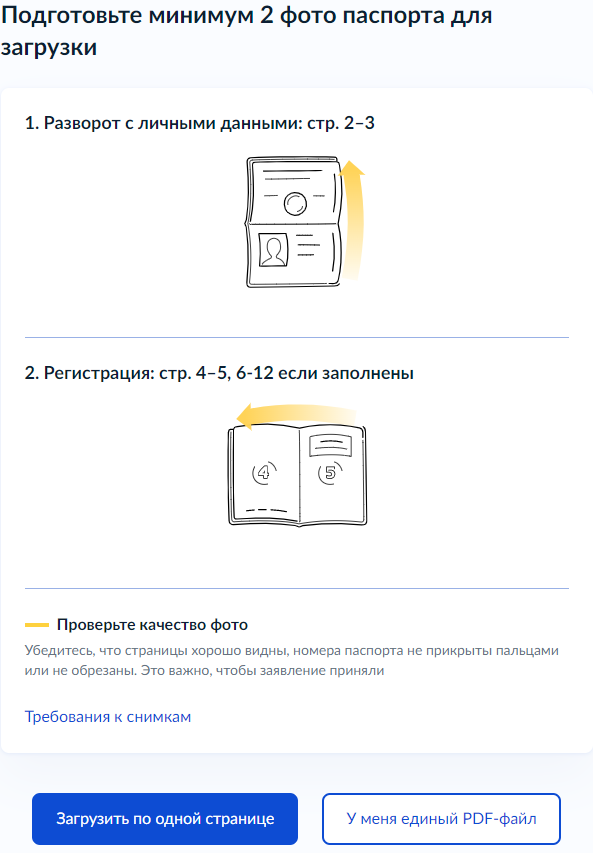 Подготовьте минимум 2 фото паспорта для
загрузки
1. Разворот с личными данными: стр. 2–3
2. Регистрация: стр. 4–5, 6-12 если заполнены
4
5
Проверьте качество фото
Убедитесь, что страницы хорошо видны, номера паспорта не прикрыты пальцами
или не обрезаны. Это важно, чтобы заявление приняли
Требования к снимкам
Загрузить по одной странице
У меня единый PDF-файл